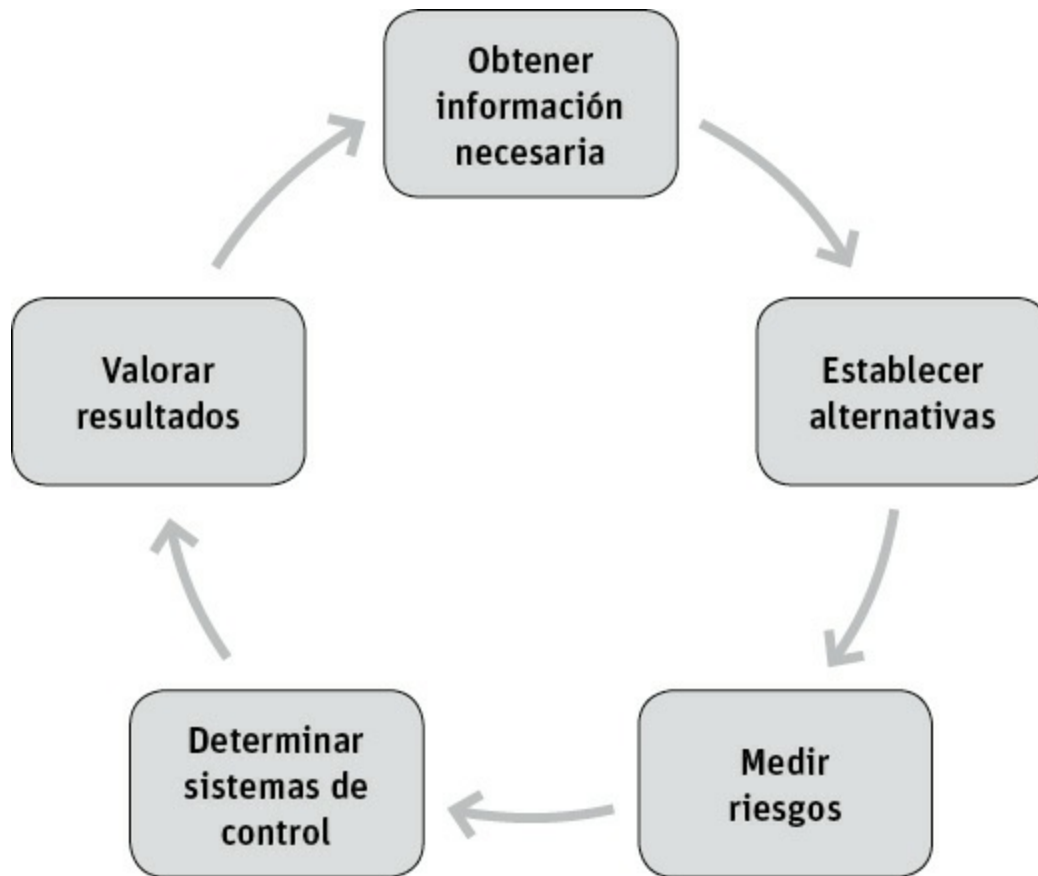 Obtener
información
necesaria
Establecer
alternativas
Medir
riesgos
Determinar
sistemas de
control
Valorar
resultados